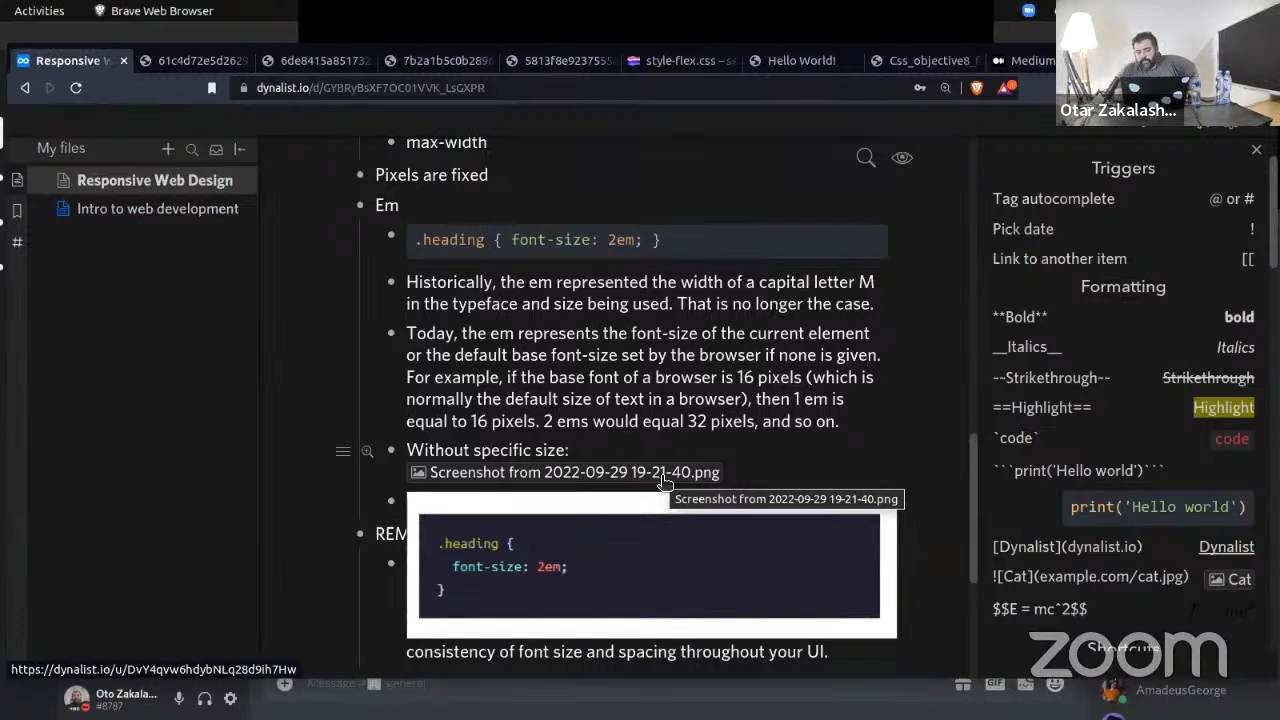 Activities
Brave Web Browser
Responsive W
61c4d72e5d2629
6de8415a851732
7b2a1b5c0b2896
5813f8e9237555
style-flex.css – se
Hello World!
Css_objective8_f
Medium
dynalist.io/d/GYBRyBsXF7OC01VVK_LsGXPR
Otar Zakalash...
My files
Responsive Web Design
Intro to web development
max-width
Pixels are fixed
Em
.heading { font-size: 2em; }
Historically, the em represented the width of a capital letter M
in the typeface and size being used. That is no longer the case.
Today, the em represents the font-size of the current element
or the default base font-size set by the browser if none is given.
For example, if the base font of a browser is 16 pixels (which is
normally the default size of text in a browser), then 1 em is
equal to 16 pixels. 2 ems would equal 32 pixels, and so on.
Without specific size:
Screenshot from 2022-09-29 19-21-40.png
Screenshot from 2022-09-29 19-21-40.png
REM
.heading {
font-size: 2em;
}
consistency of font size and spacing throughout your UI.
Triggers
Tag autocomplete @ or #
Pick date !
Link to another item [[
Formatting
**Bold** bold
__Italics__ Italics
~~Strikethrough~~ Strikethrough
==Highlight== Highlight
`code` code
```print('Hello world')```
print('Hello world')
[Dynalist](dynalist.io) Dynalist
![Cat](example.com/cat.jpg) Cat
$$E = mc^2$$
Shortcuts
zoom
https://dynalist.io/u/DvY4qvw6hdybNLq28d9ih7Hw
Oto Zakala...
#8787
Message
general
GIF
AmadeusGeorge